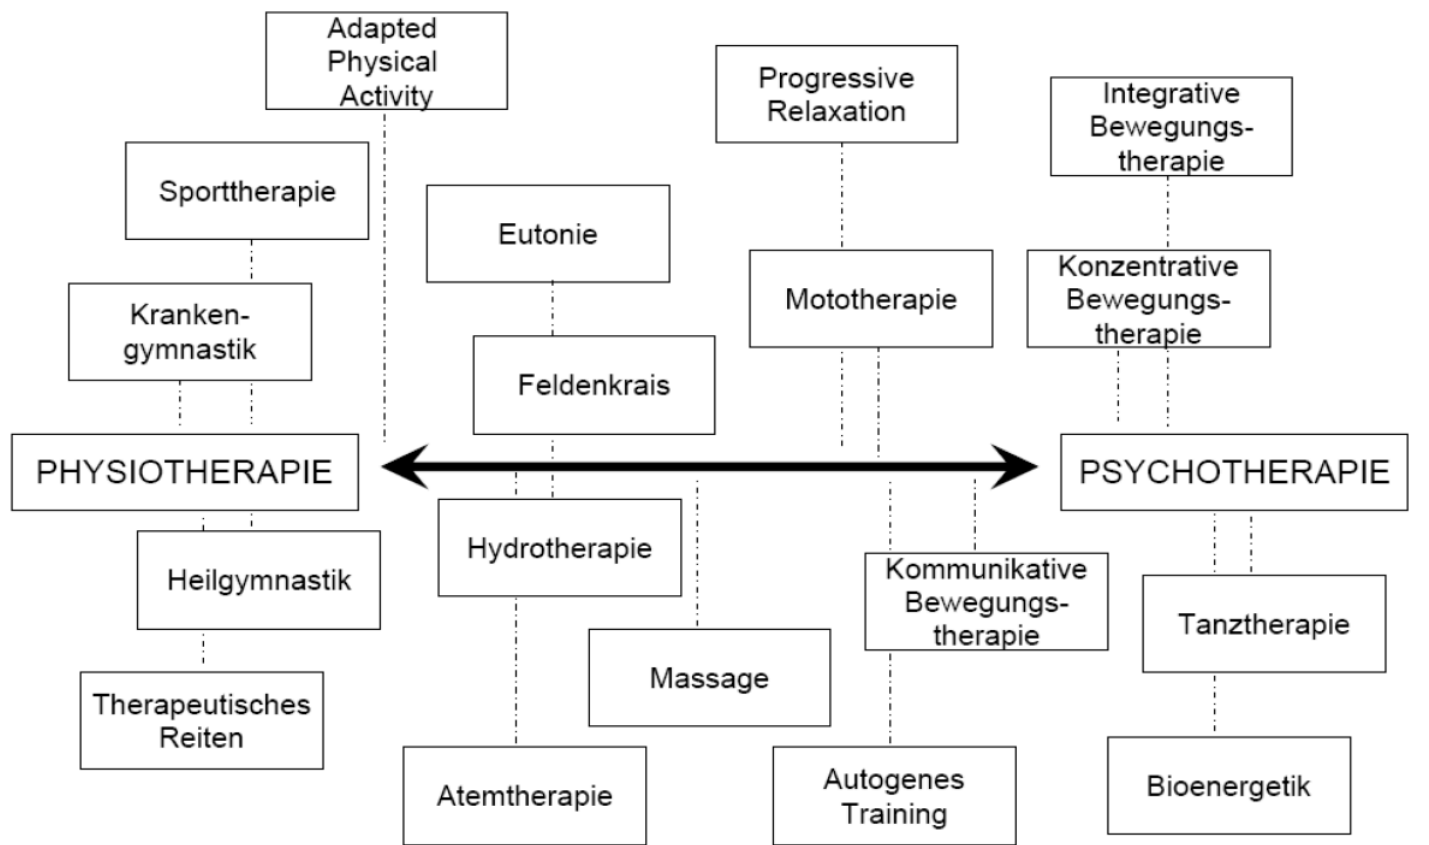 Adapted
Physical
Activity
Progressive
Relaxation
Integrative
Bewegungs-
therapie
Sporttherapie
Eutonie
Mototherapie
Konzentrative
Bewegungs-
therapie
Kranken-
gymnastik
Feldenkrais
PHYSIOTHERAPIE
PSYCHOTHERAPIE
Heilgymnastik
Hydrotherapie
Kommunikative
Bewegungs-
therapie
Tanztherapie
Massage
Therapeutisches
Reiten
Atemtherapie
Autogenes
Training
Bioenergetik